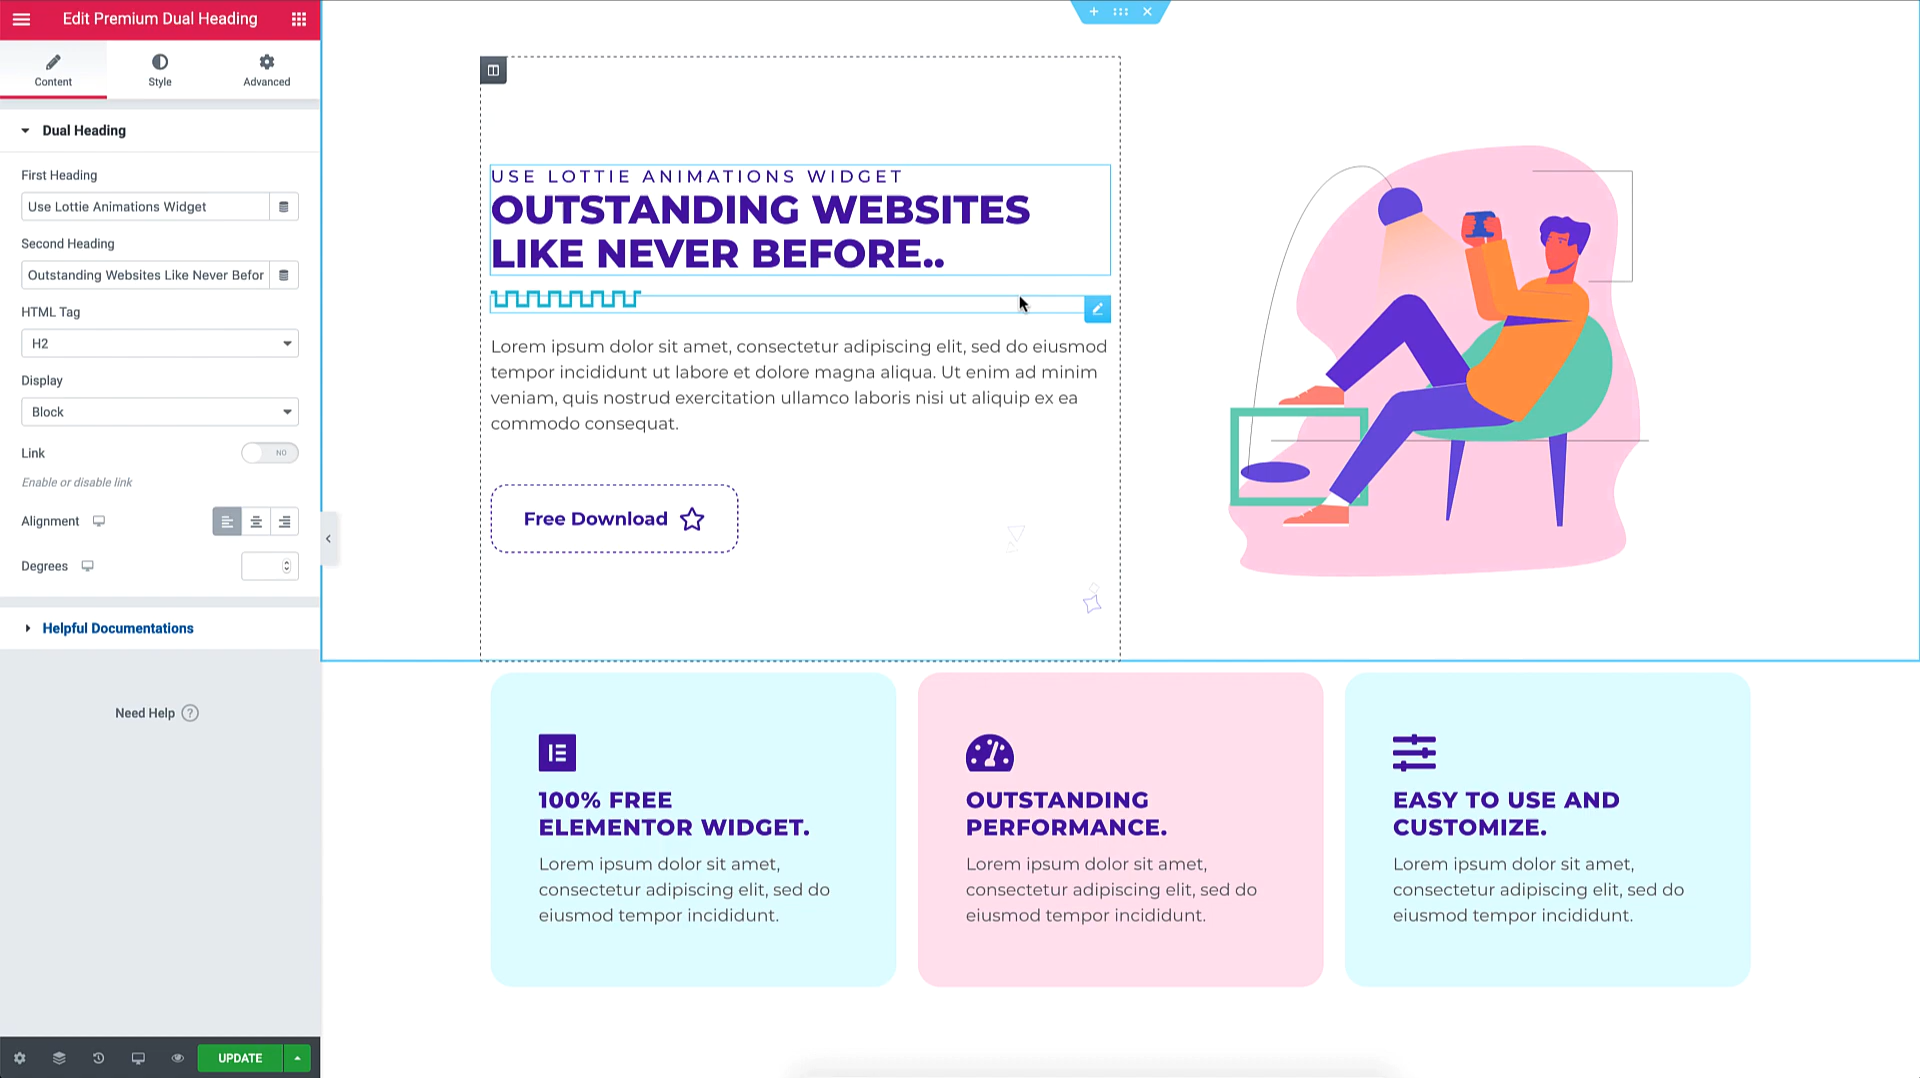 Edit Premium Dual Heading
Content
Style
Advanced
Dual Heading
First Heading
Use Lottie Animations Widget
Second Heading
Outstanding Websites Like Never Befor
HTML Tag
H2
Display
Block
Link
NO
Enable or disable link
Alignment
Degrees
Helpful Documentations
Need Help ?
UPDATE
USE LOTTIE ANIMATIONS WIDGET
OUTSTANDING WEBSITES
LIKE NEVER BEFORE..
Lorem ipsum dolor sit amet, consectetur adipiscing elit, sed do eiusmod
tempor incididunt ut labore et dolore magna aliqua. Ut enim ad minim
veniam, quis nostrud exercitation ullamco laboris nisi ut aliquip ex ea
commodo consequat.
Free Download
100% FREE
ELEMENTOR WIDGET.
Lorem ipsum dolor sit amet,
consectetur adipiscing elit, sed do
eiusmod tempor incididunt.
OUTSTANDING
PERFORMANCE.
Lorem ipsum dolor sit amet,
consectetur adipiscing elit, sed do
eiusmod tempor incididunt.
EASY TO USE AND
CUSTOMIZE.
Lorem ipsum dolor sit amet,
consectetur adipiscing elit, sed do
eiusmod tempor incididunt.